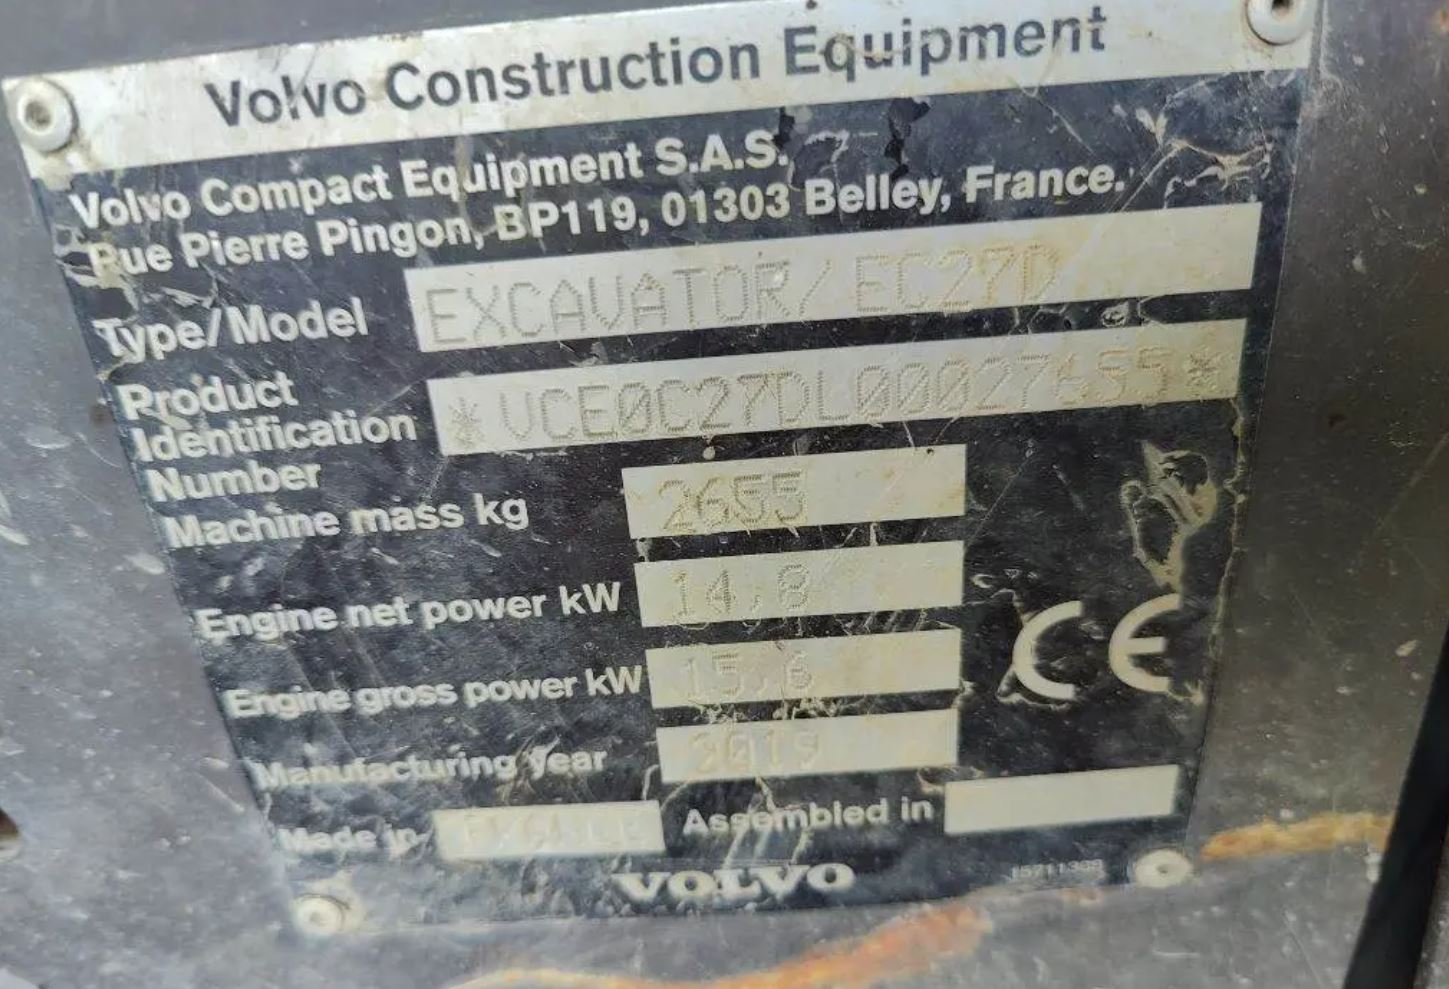 Volvo Construction Equipment
Volvo Compact Equipment S.A.S.
Rue Pierre Pingon, BP119, 01303 Belley, France.
Type/Model EXCAVATOR/ EC27D
Product
Identification
Number *VCE0C27DL00027655*
Machine mass kg 2655
Engine net power kW 14,8
Engine gross power kW 15,6
Manufacturing year 2019
Made in Assembled in
VOLVO